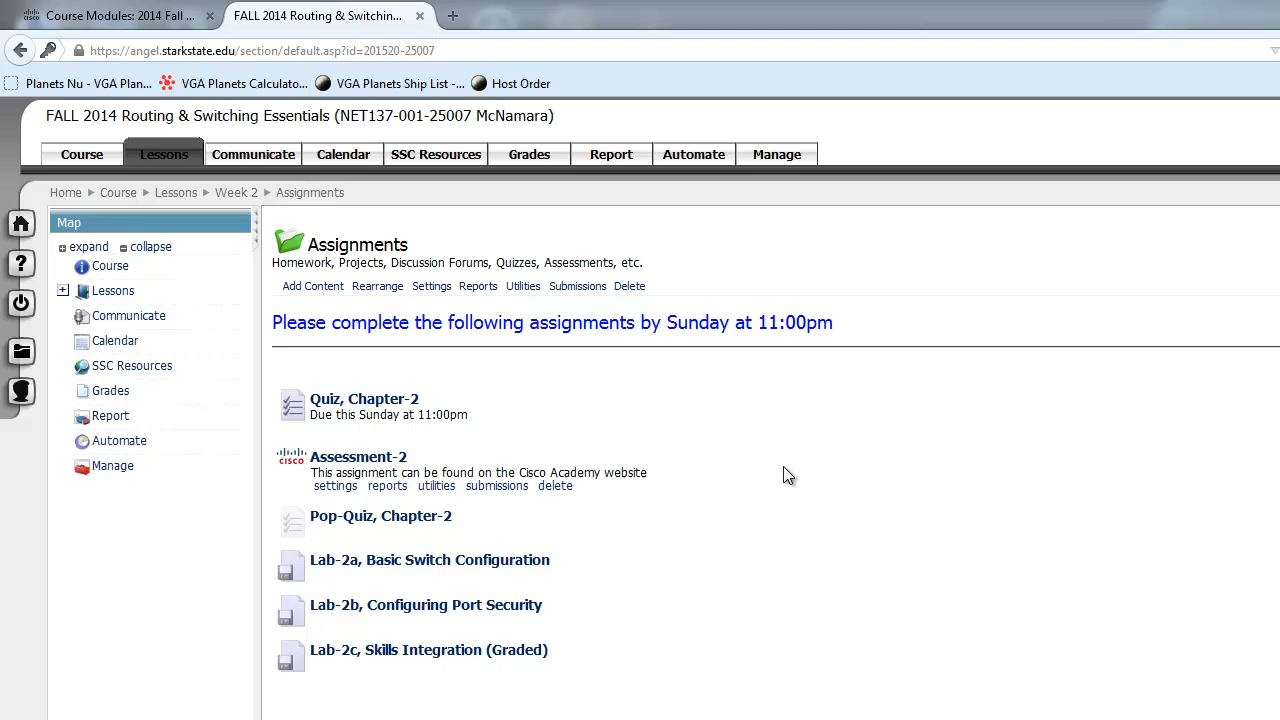 Course Modules: 2014 Fall ... × FALL 2014 Routing & Switching... × +
https://angel.starkstate.edu/section/default.asp?id=201520-25007
Planets Nu - VGA Plan... VGA Planets Calculato... VGA Planets Ship List -... Host Order
FALL 2014 Routing & Switching Essentials (NET137-001-25007 McNamara)
Course Lessons Communicate Calendar SSC Resources Grades Report Automate Manage
Home Course Lessons Week 2 Assignments
Map
expand collapse
Course
Lessons
Communicate
Calendar
SSC Resources
Grades
Report
Automate
Manage
Assignments
Homework, Projects, Discussion Forums, Quizzes, Assessments, etc.
Add Content Rearrange Settings Reports Utilities Submissions Delete
Please complete the following assignments by Sunday at 11:00pm
Quiz, Chapter-2
Due this Sunday at 11:00pm
CISCO Assessment-2
This assignment can be found on the Cisco Academy website
settings reports utilities submissions delete
Pop-Quiz, Chapter-2
Lab-2a, Basic Switch Configuration
Lab-2b, Configuring Port Security
Lab-2c, Skills Integration (Graded)